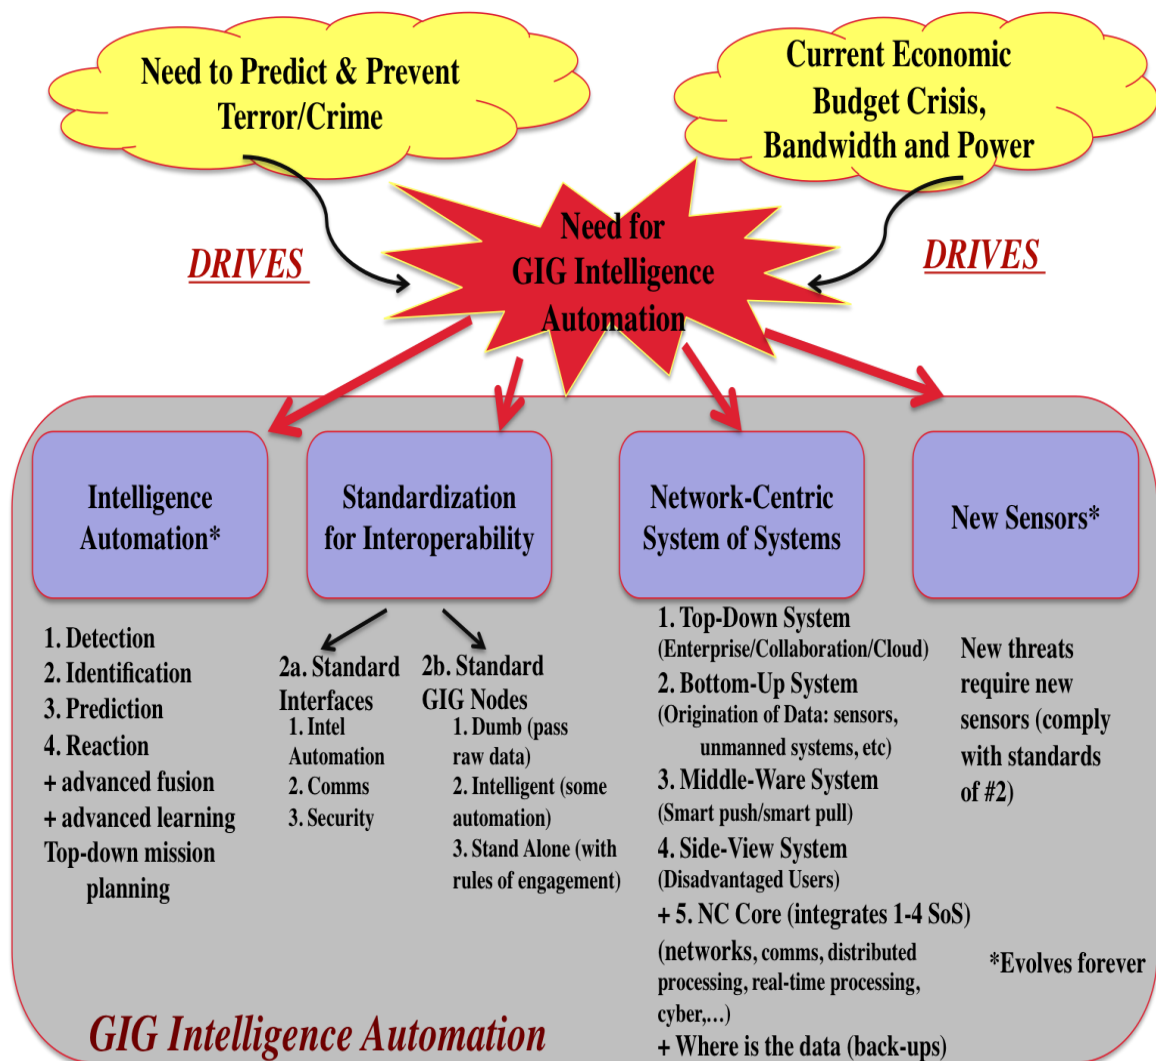 Need to Predict & Prevent
Terror/Crime
Current Economic
Budget Crisis,
Bandwidth and Power
DRIVES
DRIVES
Need for
GIG Intelligence
Automation
Intelligence
Automation*
Standardization
for Interoperability
Network-Centric
System of Systems
New Sensors*
1. Detection
2. Identification
3. Prediction
4. Reaction
+ advanced fusion
+ advanced learning
Top-down mission
planning
2a. Standard
Interfaces
1. Intel
Automation
2. Comms
3. Security
2b. Standard
GIG Nodes
1. Dumb (pass
raw data)
2. Intelligent (some
automation)
3. Stand Alone (with
rules of engagement)
1. Top-Down System
(Enterprise/Collaboration/Cloud)
2. Bottom-Up System
(Origination of Data: sensors,
unmanned systems, etc)
3. Middle-Ware System
(Smart push/smart pull)
4. Side-View System
(Disadvantaged Users)
+ 5. NC Core (integrates 1-4 SoS)
(networks, comms, distributed
processing, real-time processing,
cyber,…)
+ Where is the data (back-ups)
New threats
require new
sensors (comply
with standards
of #2)
*Evolves forever
GIG Intelligence Automation